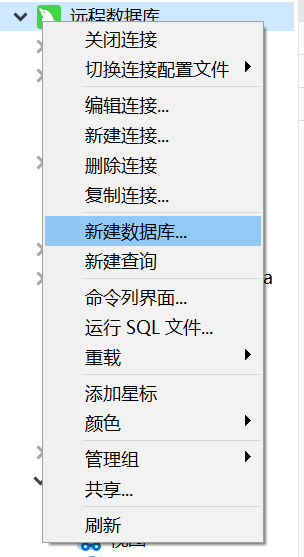 远程数据库
关闭连接
切换连接配置文件
编辑连接...
新建连接...
删除连接
复制连接...
新建数据库...
新建查询
a
命令列界面...
运行 SQL 文件...
重载
添加星标
颜色
管理组
共享...
刷新
视图